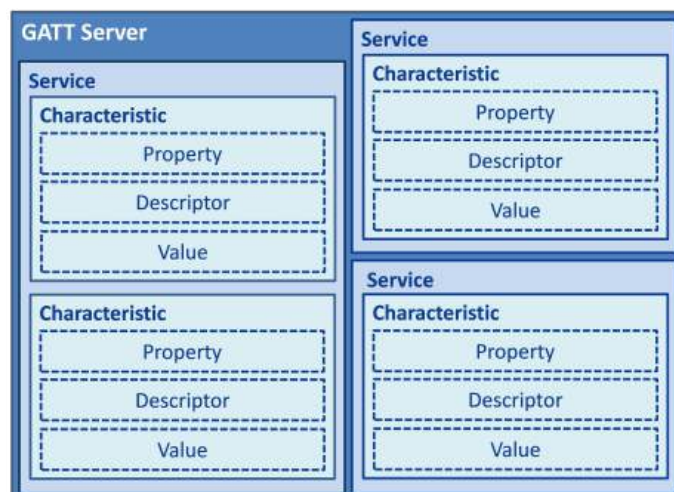 GATT Server
Service
Characteristic
Property
Descriptor
Value
Characteristic
Property
Descriptor
Value
Service
Characteristic
Property
Descriptor
Value
Service
Characteristic
Property
Descriptor
Value